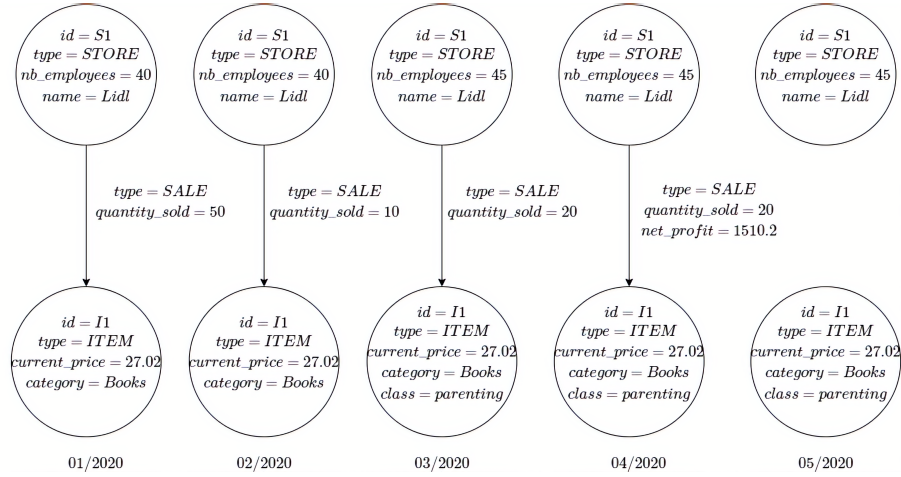 id = S1
type = STORE
nb_employees = 40
name = Lidl
id = S1
type = STORE
nb_employees = 40
name = Lidl
id = S1
type = STORE
nb_employees = 45
name = Lidl
id = S1
type = STORE
nb_employees = 45
name = Lidl
id = S1
type = STORE
nb_employees = 45
name = Lidl
type = SALE
quantity_sold = 50
type = SALE
quantity_sold = 10
type = SALE
quantity_sold = 20
type = SALE
quantity_sold = 20
net_profit = 1510.2
id = I1
type = ITEM
current_price = 27.02
category = Books
id = I1
type = ITEM
current_price = 27.02
category = Books
id = I1
type = ITEM
current_price = 27.02
category = Books
class = parenting
id = I1
type = ITEM
current_price = 27.02
category = Books
class = parenting
id = I1
type = ITEM
current_price = 27.02
category = Books
class = parenting
01/2020
02/2020
03/2020
04/2020
05/2020